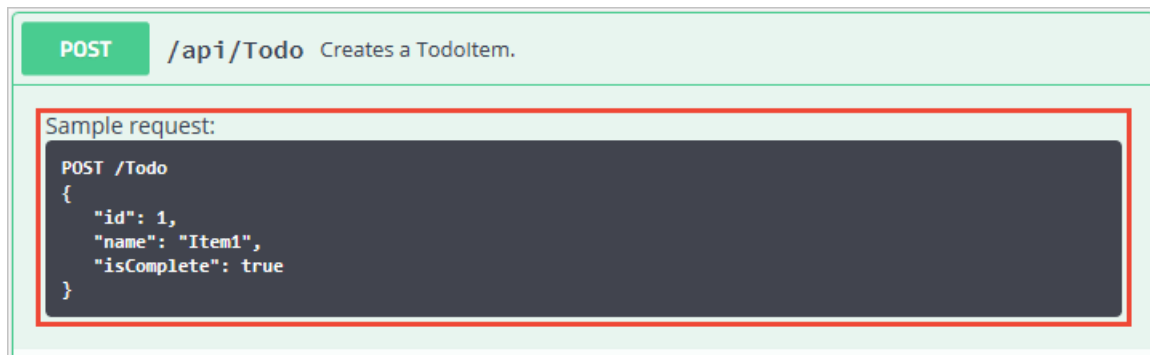 POST /api/Todo Creates a TodoItem.
Sample request:
POST /Todo
{
"id": 1,
"name": "Item1",
"isComplete": true
}